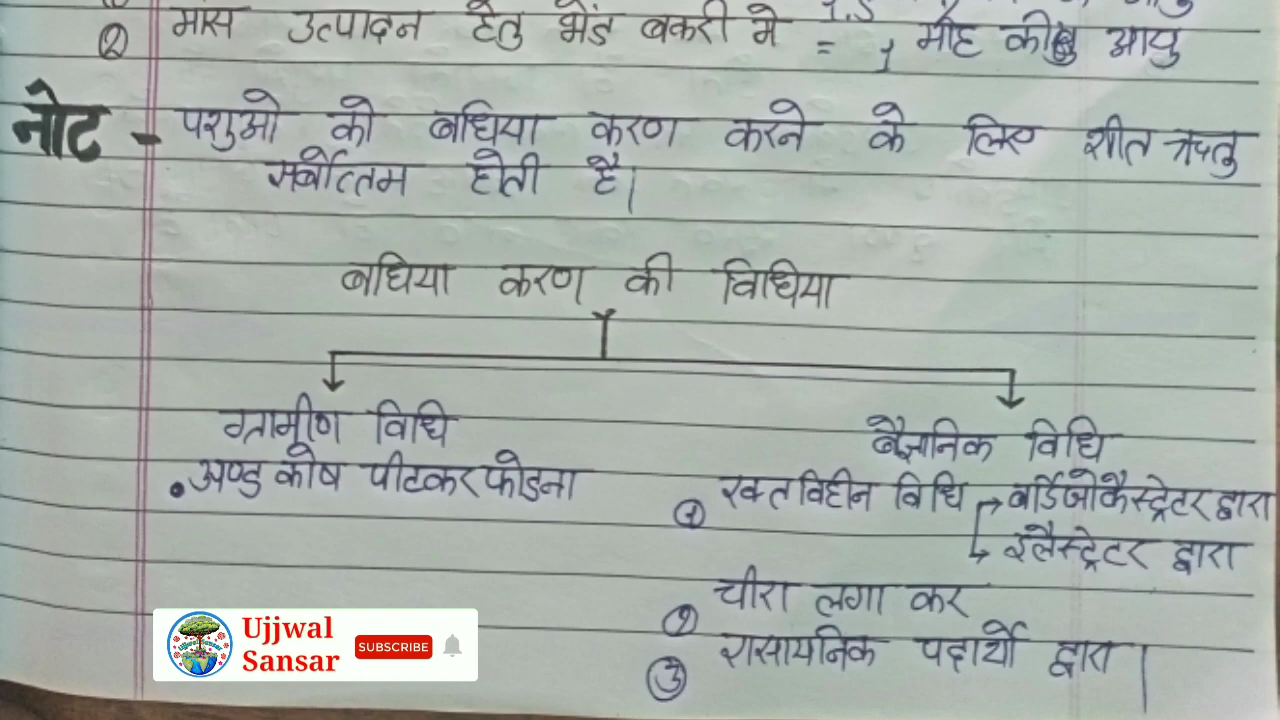 ② मास उत्पादन हेतु भेड बकरी मे = 1 माह की आयु
नोट - पशुओ को बधिया करण करने के लिए शीत ऋतु
सर्वोत्तम होती है।
बधिया करण की विधिया
ग्रामीण विधि
• अण्ड कोष पीटकर फोडना
बैज्ञानिक विधि
① रक्त विहीन विधि → बर्डिजोकैस्ट्रेटर द्वारा
→ इलैस्ट्रेटर द्वारा
② चीरा लगा कर
③ रासायनिक पदार्थो द्वारा।
Ujjwal
Sansar
SUBSCRIBE